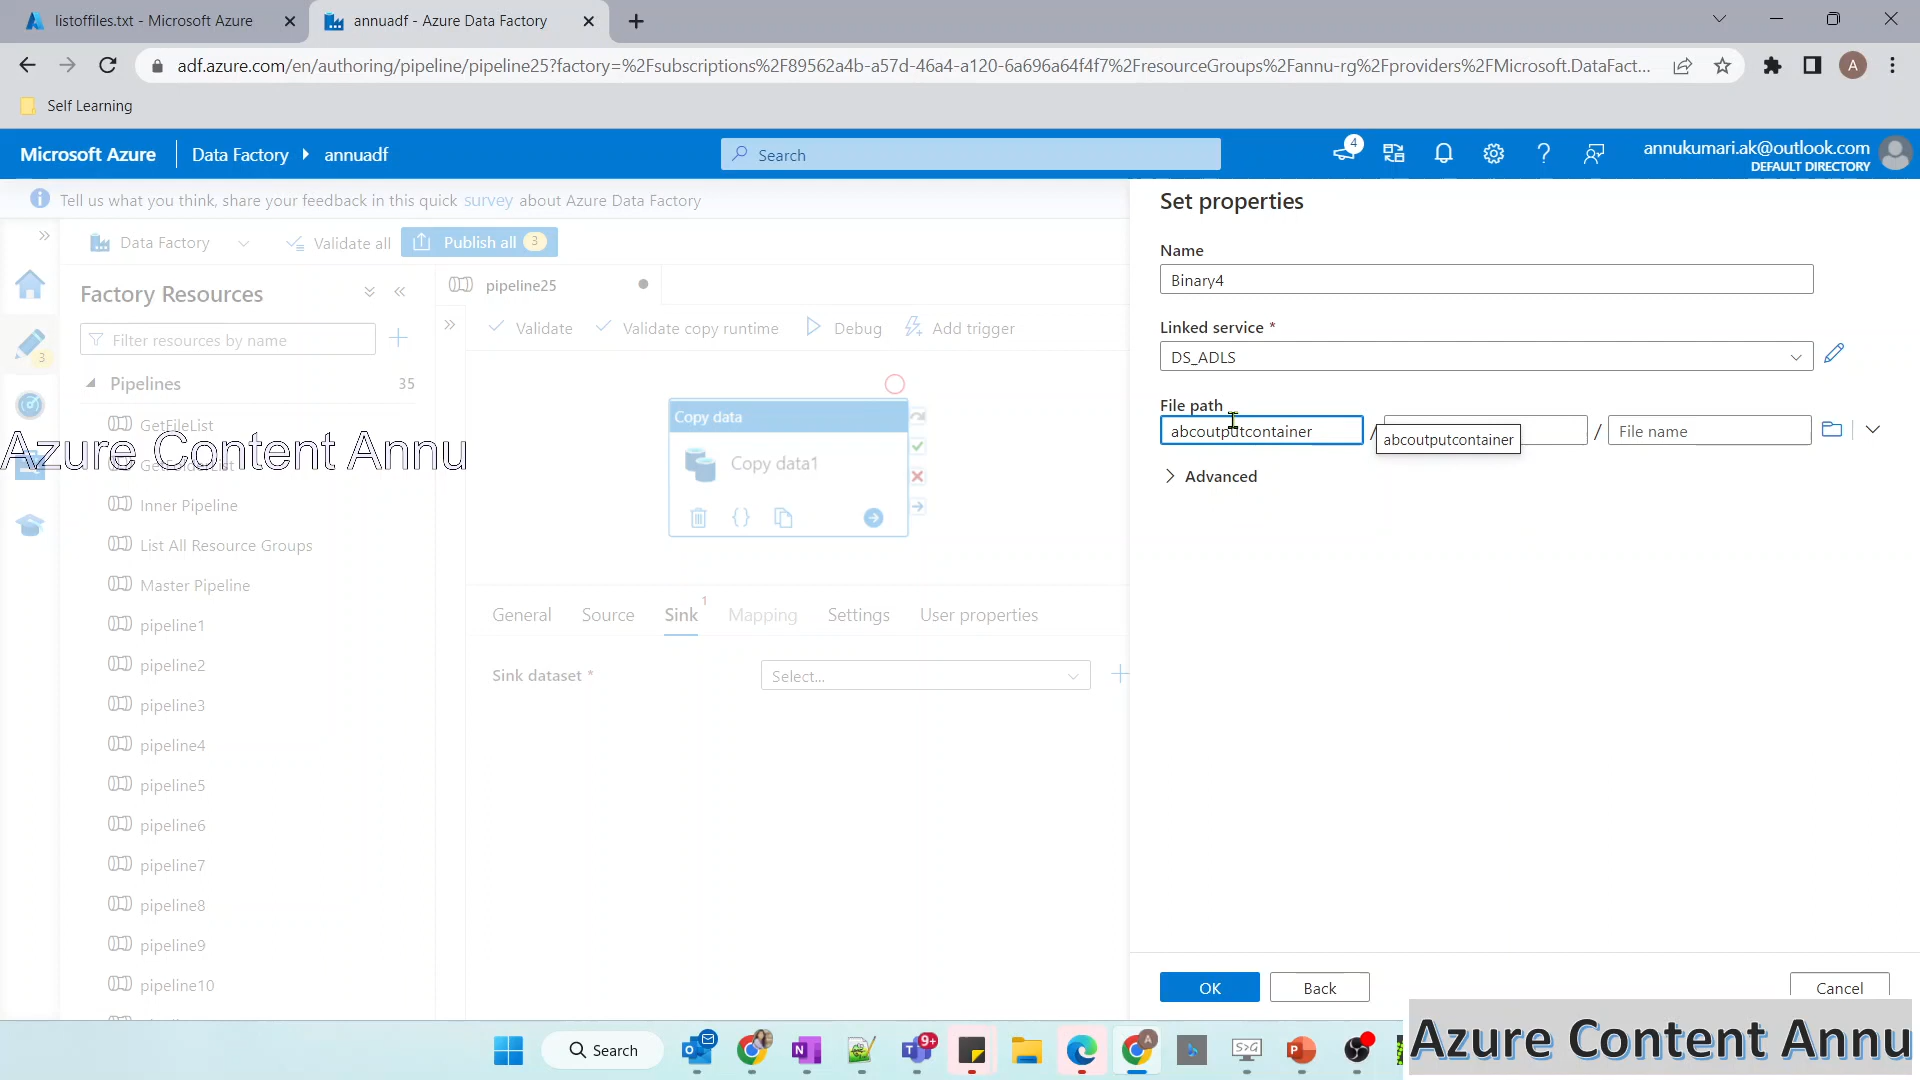 listoffiles.txt - Microsoft Azure
annuadf - Azure Data Factory
adf.azure.com/en/authoring/pipeline/pipeline25?factory=%2Fsubscriptions%2F89562a4b-a57d-46a4-a120-6a696a64f4f7%2FresourceGroups%2Fannu-rg%2Fproviders%2FMicrosoft.DataFact...
A
Self Learning
Microsoft Azure
Data Factory
annuadf
Search
4
annukumari.ak@outlook.com
DEFAULT DIRECTORY
Tell us what you think, share your feedback in this quick survey about Azure Data Factory
Data Factory
Validate all
Publish all 3
Factory Resources
Filter resources by name
3
Pipelines 35
GetFileList
Azure Content Annu
Inner Pipeline
List All Resource Groups
Master Pipeline
pipeline1
pipeline2
pipeline3
pipeline4
pipeline5
pipeline6
pipeline7
pipeline8
pipeline9
pipeline10
pipeline25
Validate
Validate copy runtime
Debug
Add trigger
Copy data
Copy data1
General
Source
Sink 1
Mapping
Settings
User properties
Sink dataset *
Select...
Set properties
Name
Binary4
Linked service *
DS_ADLS
File path
abcoutputcontainer / / File name
abcoutputcontainer
Advanced
OK
Back
Cancel
Search
9+
Azure Content Annu